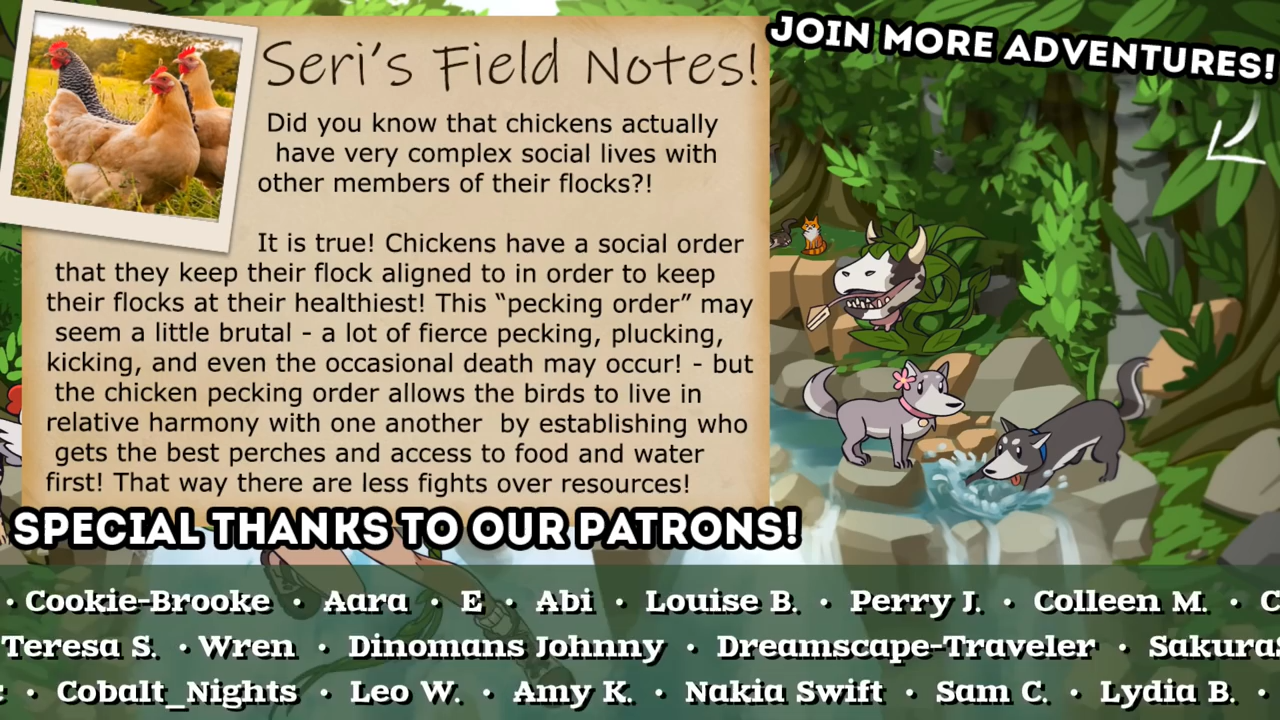 Seri's Field Notes!
JOIN MORE ADVENTURES!
Did you know that chickens actually
have very complex social lives with
other members of their flocks?!
It is true! Chickens have a social order
that they keep their flock aligned to in order to keep
their flocks at their healthiest! This “pecking order” may
seem a little brutal - a lot of fierce pecking, plucking,
kicking, and even the occasional death may occur! - but
the chicken pecking order allows the birds to live in
relative harmony with one another by establishing who
gets the best perches and access to food and water
first! That way there are less fights over resources!
SPECIAL THANKS TO OUR PATRONS!
· Cookie-Brooke · Aara · E · Abi · Louise B. · Perry J. · Colleen M. · C
Teresa S. · Wren · Dinomans Johnny · Dreamscape-Traveler · SakuraS
· Cobalt_Nights · Leo W. · Amy K. · Nakia Swift · Sam C. · Lydia B. ·